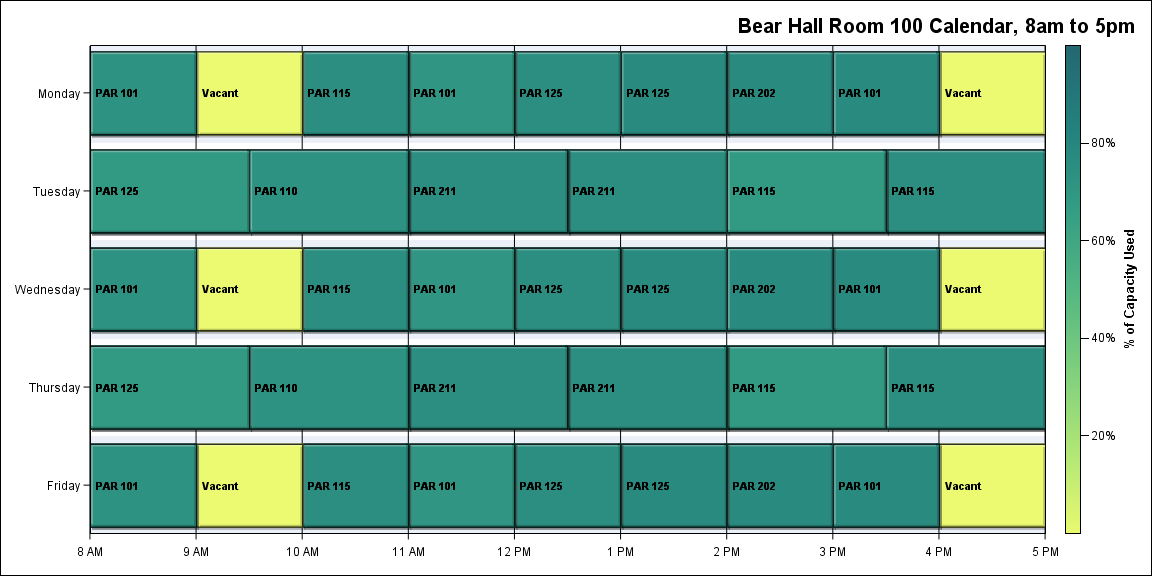 Bear Hall Room 100 Calendar, 8am to 5pm
Monday PAR 101 Vacant PAR 115 PAR 101 PAR 125 PAR 125 PAR 202 PAR 101 Vacant
Tuesday PAR 125 PAR 110 PAR 211 PAR 211 PAR 115 PAR 115
Wednesday PAR 101 Vacant PAR 115 PAR 101 PAR 125 PAR 125 PAR 202 PAR 101 Vacant
Thursday PAR 125 PAR 110 PAR 211 PAR 211 PAR 115 PAR 115
Friday PAR 101 Vacant PAR 115 PAR 101 PAR 125 PAR 125 PAR 202 PAR 101 Vacant
8 AM 9 AM 10 AM 11 AM 12 PM 1 PM 2 PM 3 PM 4 PM 5 PM
80%
60%
40%
20%
% of Capacity Used